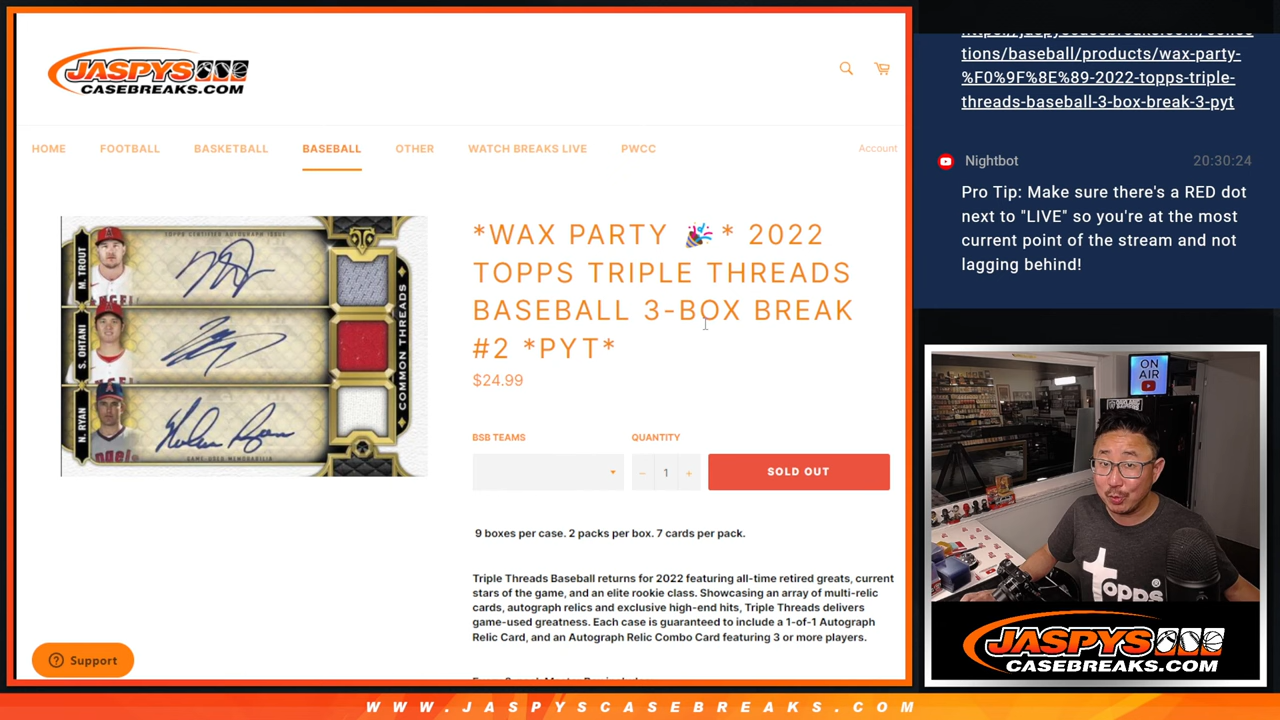 JASPYS
CASEBREAKS.COM
HOME FOOTBALL BASKETBALL BASEBALL OTHER WATCH BREAKS LIVE PWCC Account
TOPPS CERTIFIED AUTOGRAPH ISSUE
M. TROUT
S. OHTANI
N. RYAN
COMMON THREADS
GAME-USED MEMORABILIA
*WAX PARTY 🎉* 2022
TOPPS TRIPLE THREADS
BASEBALL 3-BOX BREAK
#2 *PYT*
$24.99
BSB TEAMS QUANTITY
− 1 + SOLD OUT
9 boxes per case. 2 packs per box. 7 cards per pack.
Triple Threads Baseball returns for 2022 featuring all-time retired greats, current
stars of the game, and an elite rookie class. Showcasing an array of multi-relic
cards, autograph relics and exclusive high-end hits, Triple Threads delivers
game-used greatness. Each case is guaranteed to include a 1-of-1 Autograph
Relic Card, and an Autograph Relic Combo Card featuring 3 or more players.
Support
tions/baseball/products/wax-party-
%F0%9F%8E%89-2022-topps-triple-
threads-baseball-3-box-break-3-pyt
Nightbot 20:30:24
Pro Tip: Make sure there's a RED dot
next to "LIVE" so you're at the most
current point of the stream and not
lagging behind!
ON
AIR
Topps
JASPYS
CASEBREAKS.COM
WWW.JASPYSCASEBREAKS.COM